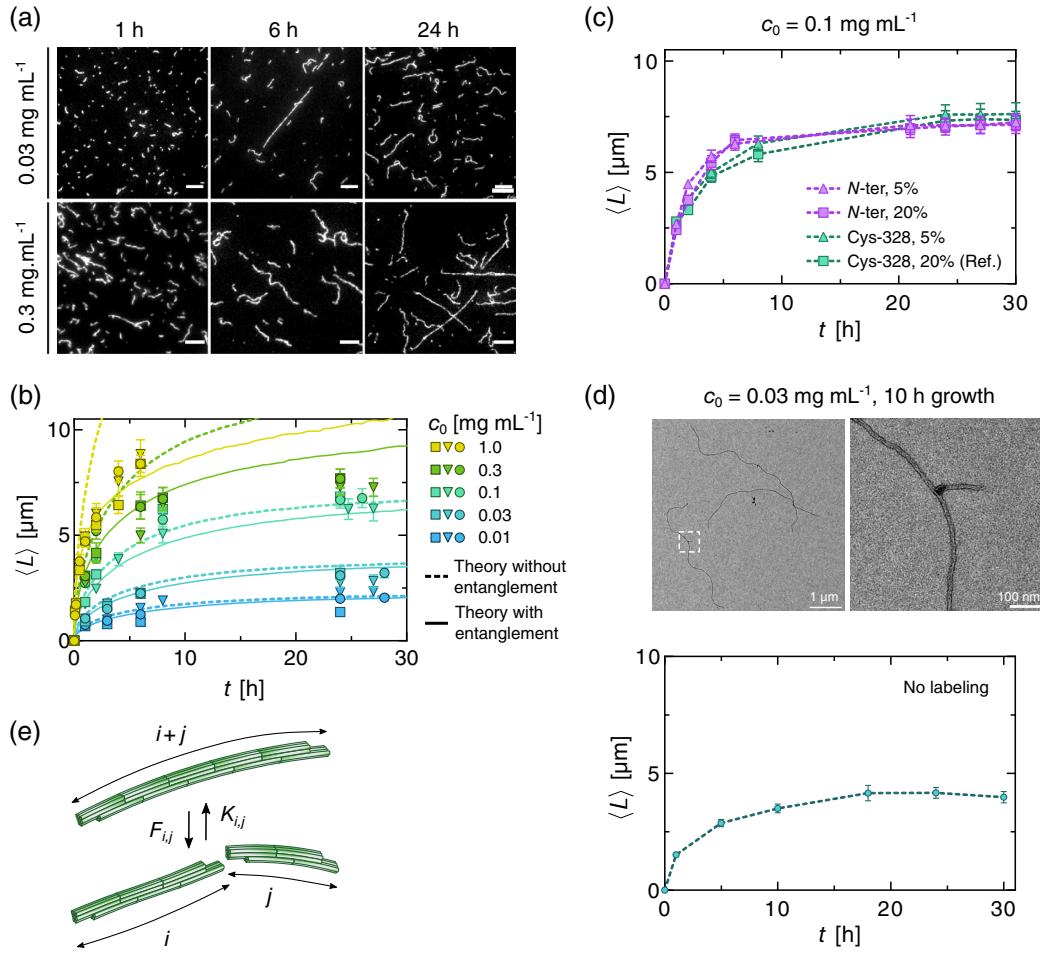 (a)
1 h 6 h 24 h
0.03 mg mL⁻¹
0.3 mg.mL⁻¹
(b)
10
5
0
⟨L⟩ [μm]
0 10 20 30
t [h]
c₀ [mg mL⁻¹]
1.0
0.3
0.1
0.03
0.01
Theory without
entanglement
Theory with
entanglement
(c)
c₀ = 0.1 mg mL⁻¹
10
5
0
⟨L⟩ [μm]
N-ter, 5%
N-ter, 20%
Cys-328, 5%
Cys-328, 20% (Ref.)
0 10 20 30
t [h]
(d)
c₀ = 0.03 mg mL⁻¹, 10 h growth
1 μm
100 nm
No labeling
10
5
0
⟨L⟩ [μm]
0 10 20 30
t [h]
(e)
i + j
F_{i,j}
K_{i,j}
j
i